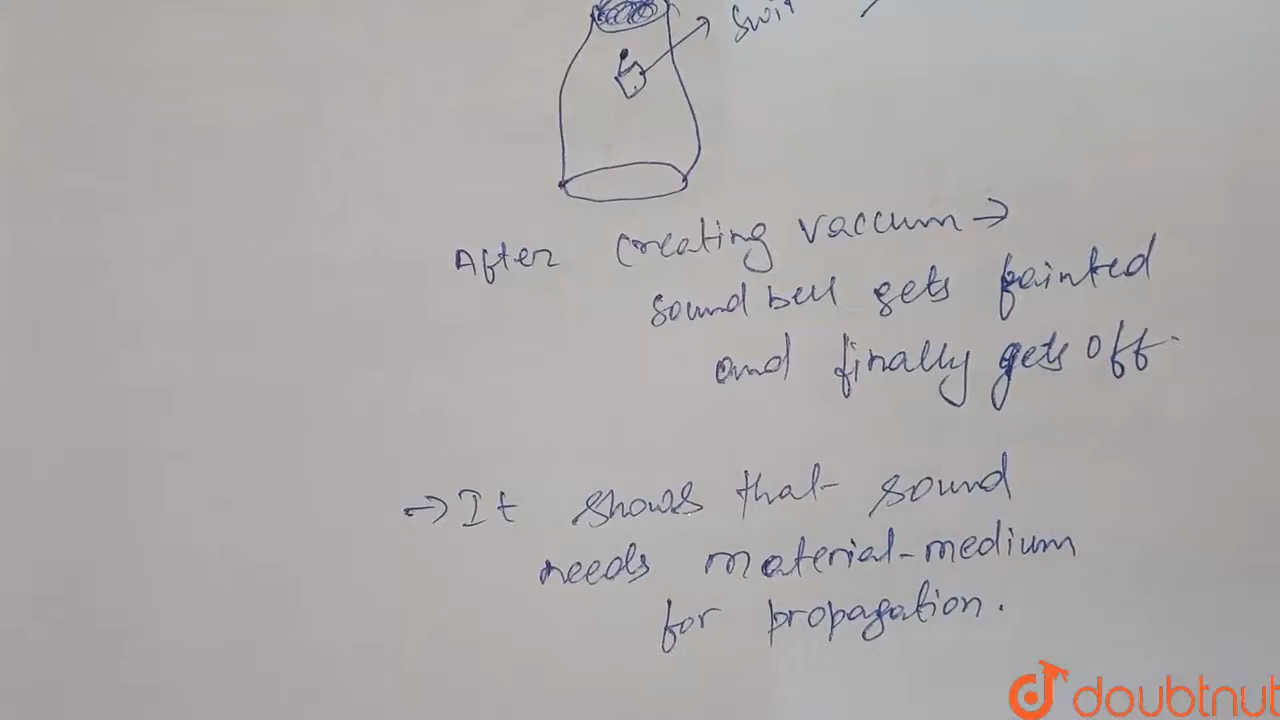 After creating vaccum →
sound bell gets fainted
and finally gets off.
→ It shows that sound
needs material-medium
for propagation.
doubtnut